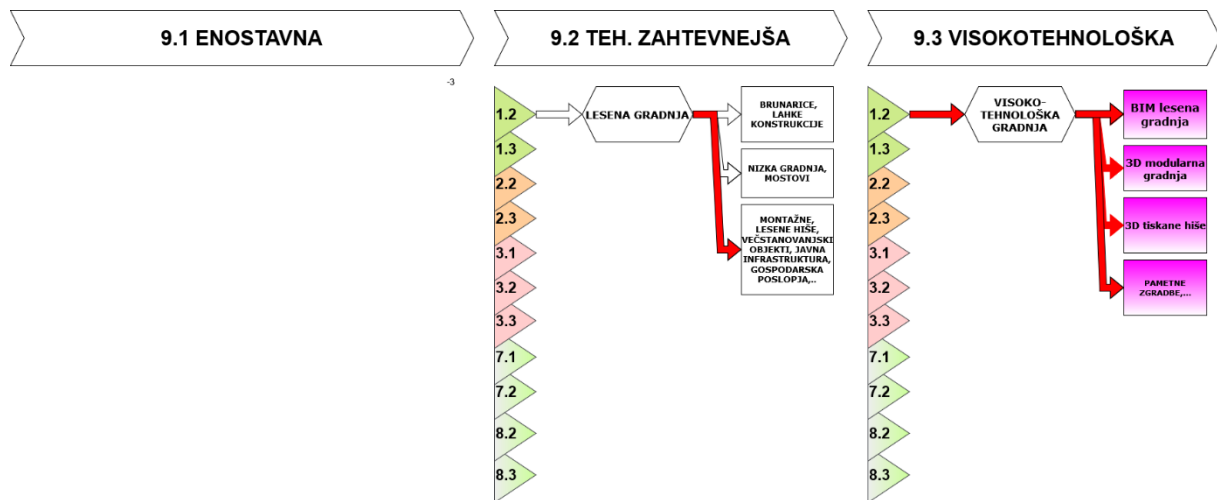 9.1 ENOSTAVNA
9.2 TEH. ZAHTEVNEJŠA
9.3 VISOKOTEHNOLOŠKA
-3
1.2
1.3
2.2
2.3
3.1
3.2
3.3
7.1
7.2
8.2
8.3
LESENA GRADNJA
BRUNARICE,
LAHKE
KONSTRUKCIJE
NIZKA GRADNJA,
MOSTOVI
MONTAŽNE,
LESENE HIŠE,
VEČSTANOVANJSKI
OBJEKTI, JAVNA
INFRASTRUKTURA,
GOSPODARSKA
POSLOPJA,..
1.2
1.3
2.2
2.3
3.1
3.2
3.3
7.1
7.2
8.2
8.3
VISOKO-
TEHNOLOŠKA
GRADNJA
BIM lesena
gradnja
3D modularna
gradnja
3D tiskane hiše
PAMETNE
ZGRADBE,...